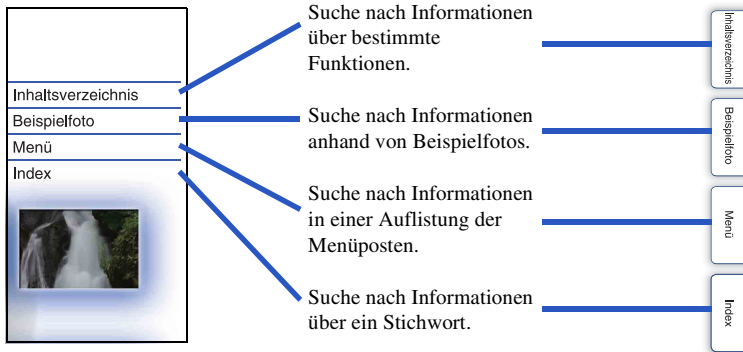 Inhaltsverzeichnis
Beispielfoto
Menü
Index
Suche nach Informationen
über bestimmte
Funktionen.
Suche nach Informationen
anhand von Beispielfotos.
Suche nach Informationen
in einer Auflistung der
Menüposten.
Suche nach Informationen
über ein Stichwort.
Inhaltsverzeichnis
Beispielfoto
Menü
Index